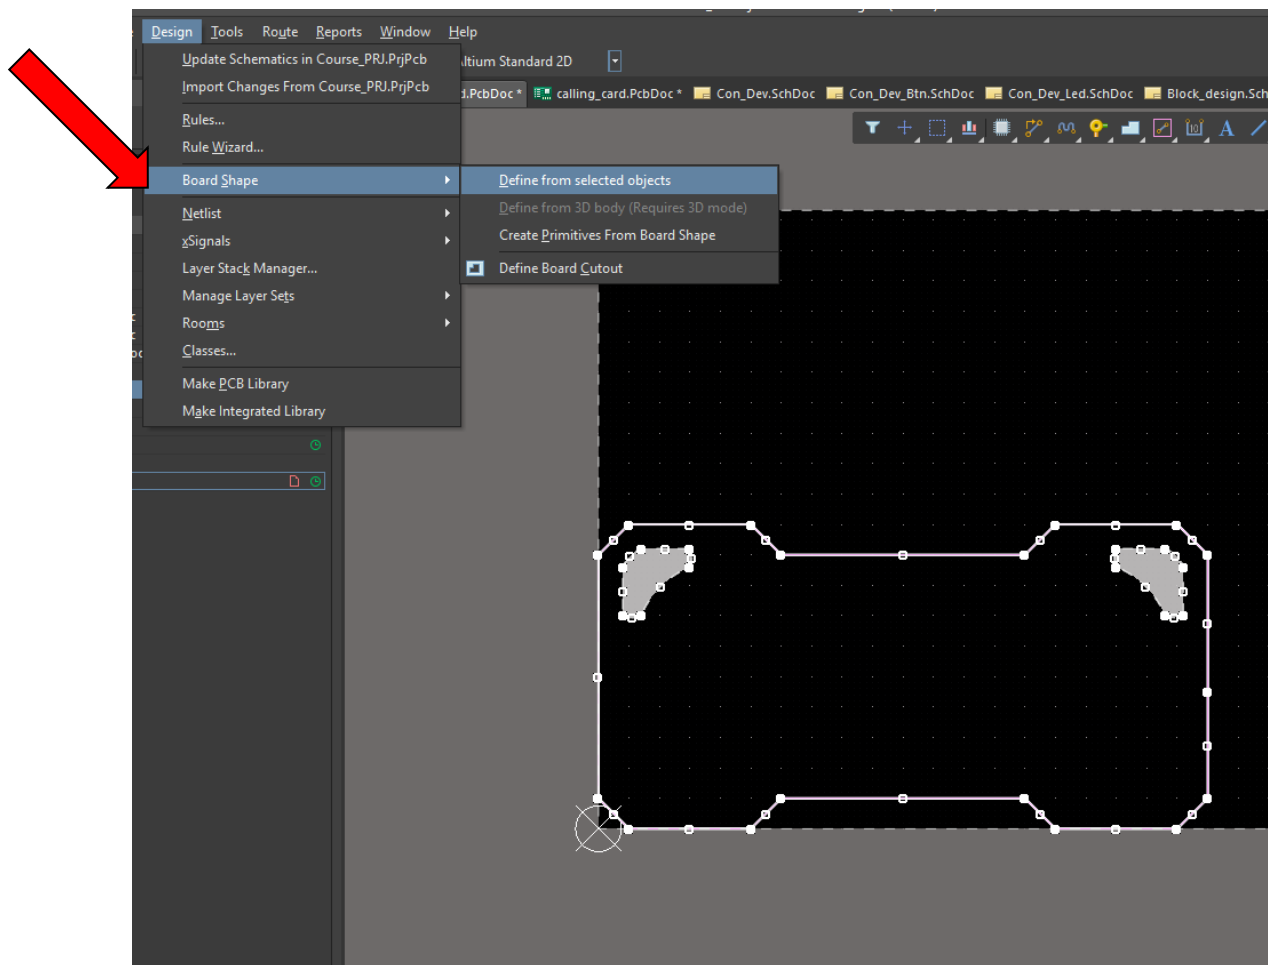 Design Tools Route Reports Window Help
Update Schematics in Course_PRJ.PrjPcb
Altium Standard 2D
Import Changes From Course_PRJ.PrjPcb
d.PcbDoc * calling_card.PcbDoc * Con_Dev.SchDoc Con_Dev_Btn.SchDoc Con_Dev_Led.SchDoc Block_design.Sch
Rules...
Rule Wizard...
Board Shape
Define from selected objects
Netlist
Define from 3D body (Requires 3D mode)
xSignals
Create Primitives From Board Shape
Layer Stack Manager...
Define Board Cutout
Manage Layer Sets
Rooms
Classes...
Make PCB Library
Make Integrated Library